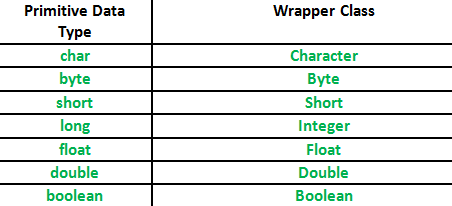 Primitive Data Type Wrapper Class
char Character
byte Byte
short Short
long Integer
float Float
double Double
boolean Boolean